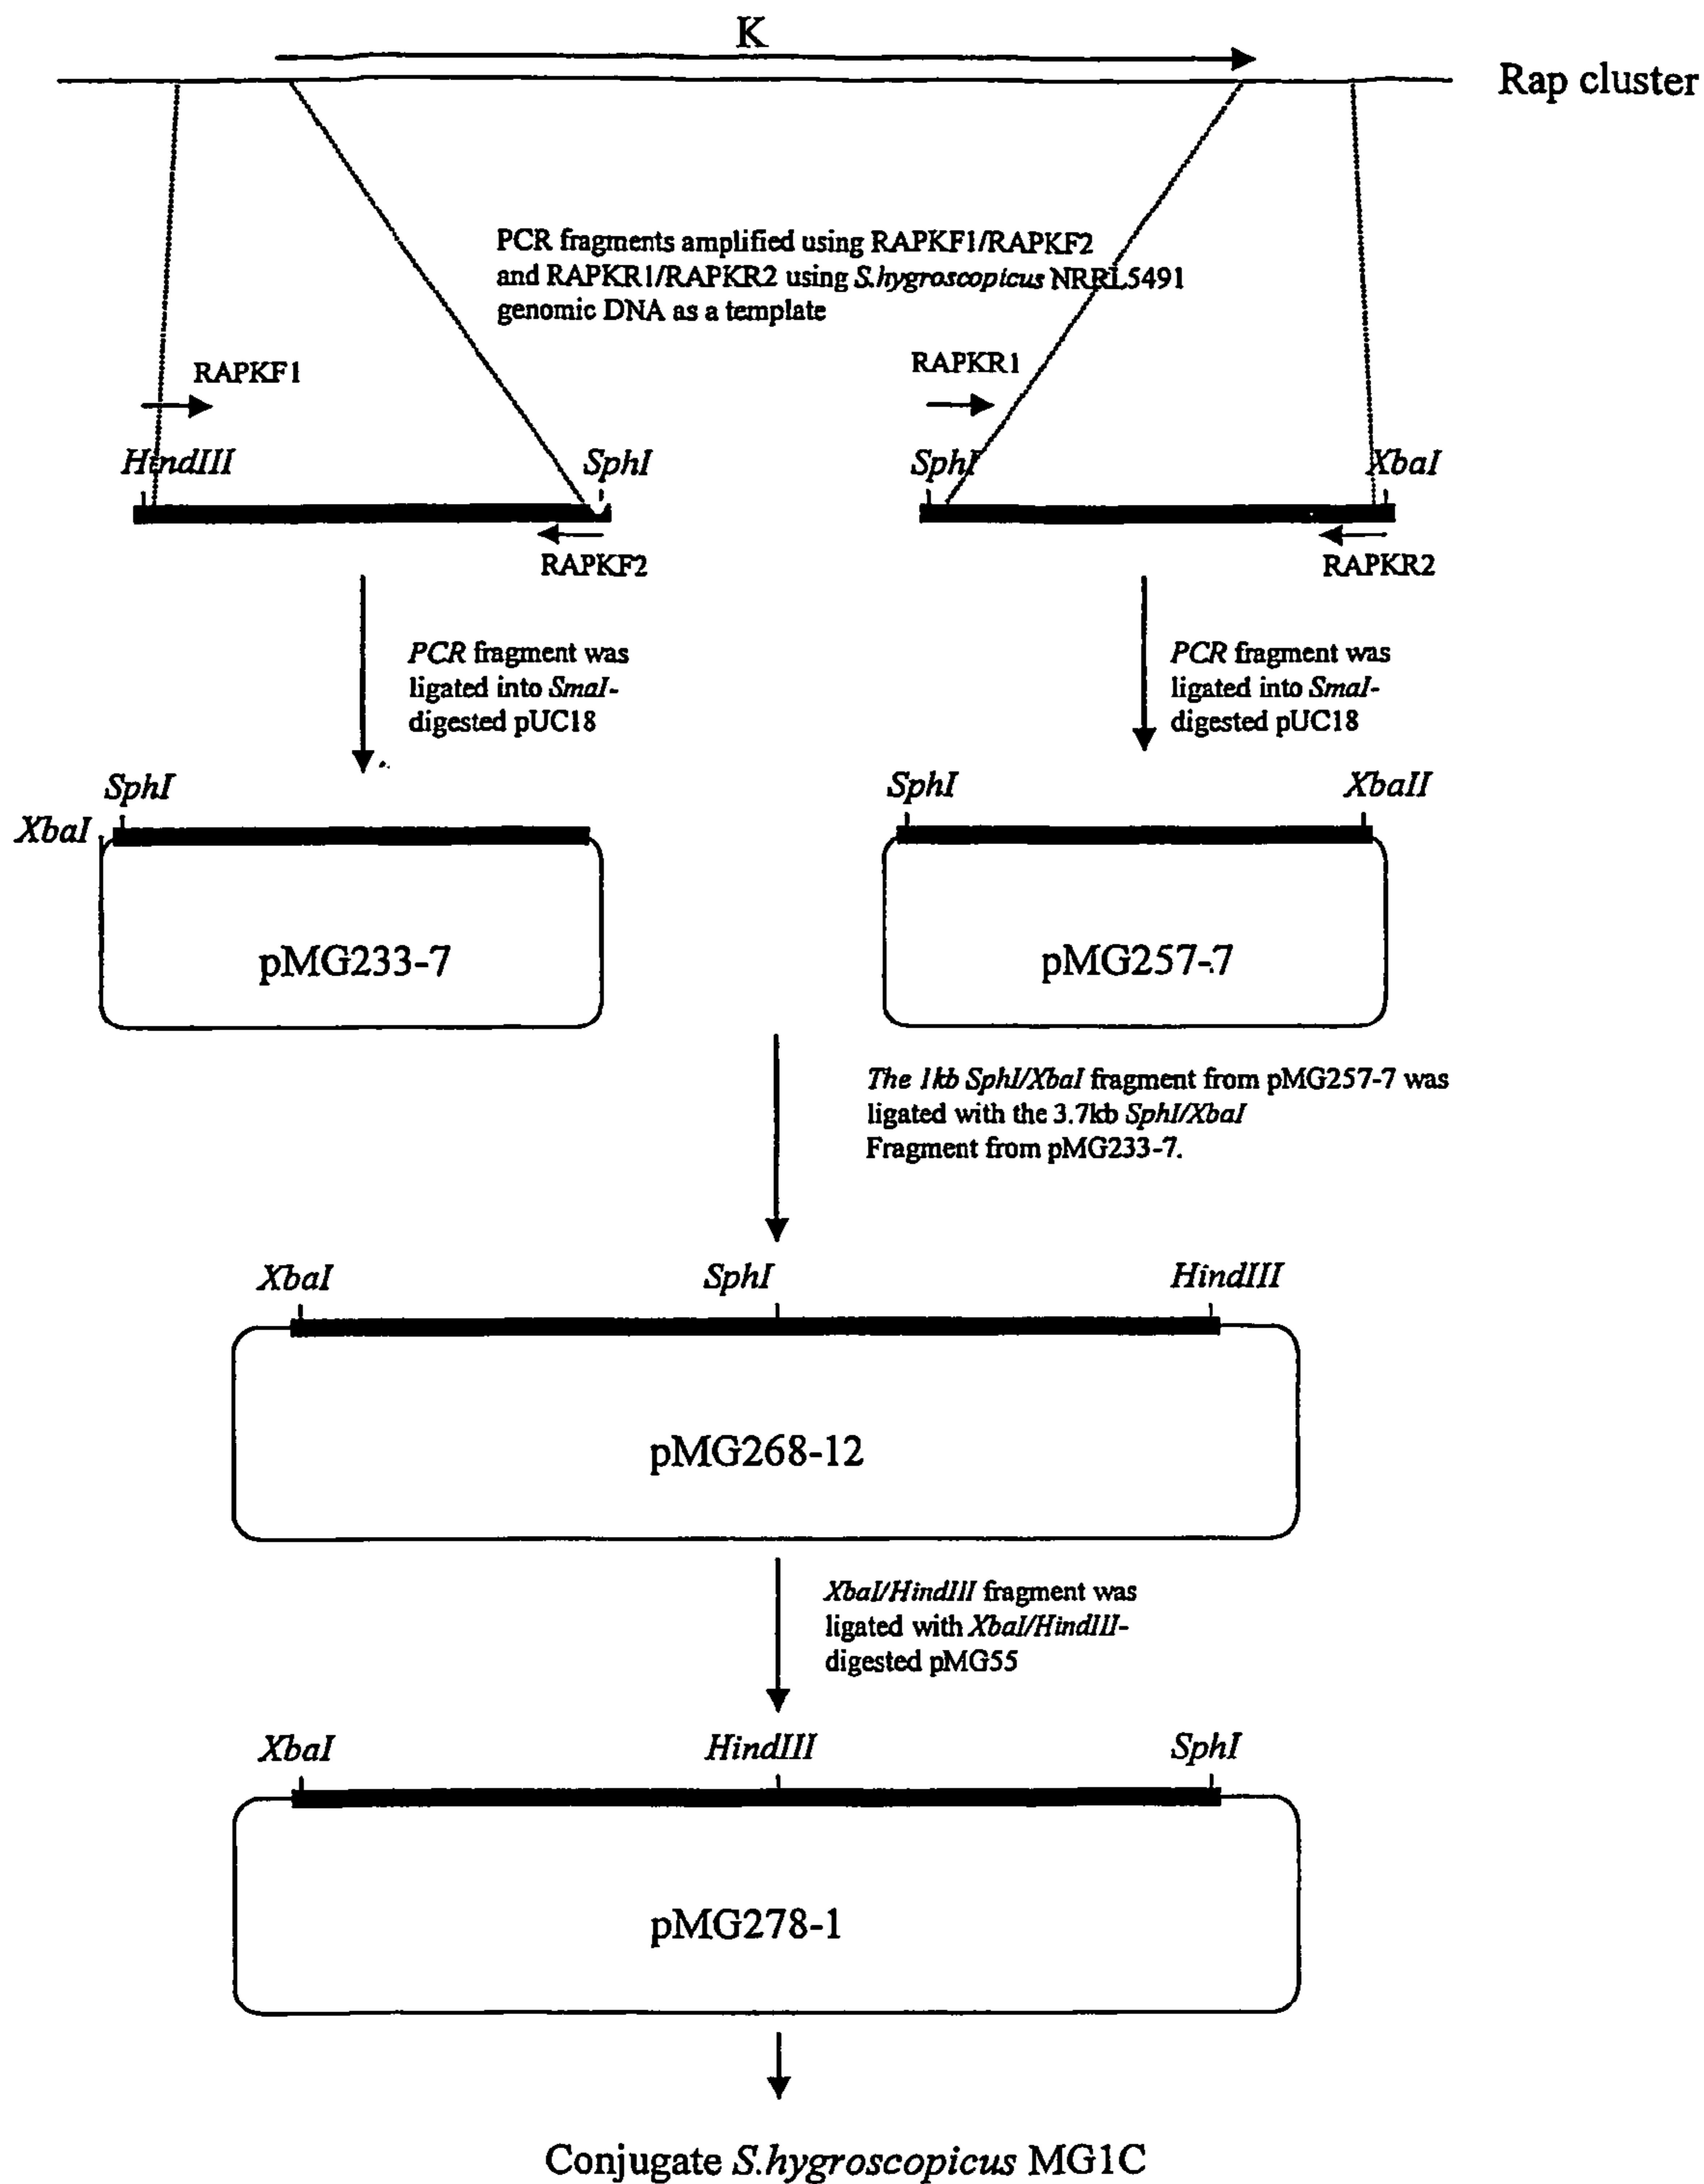 K
Rap cluster
PCR fragments amplified using RAPKF1/RAPKF2
and RAPKR1/RAPKR2 using S.hygroscopicus NRRL5491
genomic DNA as a template
RAPKF1
RAPKR1
HindIII
SphI
SphI
XbaI
RAPKF2
RAPKR2
PCR fragment was
ligated into SmaI-
digested pUC18
PCR fragment was
ligated into SmaI-
digested pUC18
SphI
XbaI
SphI
XbaII
pMG233-7
pMG257-7
The 1kb SphI/XbaI fragment from pMG257-7 was
ligated with the 3.7kb SphI/XbaI
Fragment from pMG233-7.
XbaI
SphI
HindIII
pMG268-12
XbaI/HindIII fragment was
ligated with XbaI/HindIII-
digested pMG55
XbaI
HindIII
SphI
pMG278-1
Conjugate S.hygroscopicus MG1C